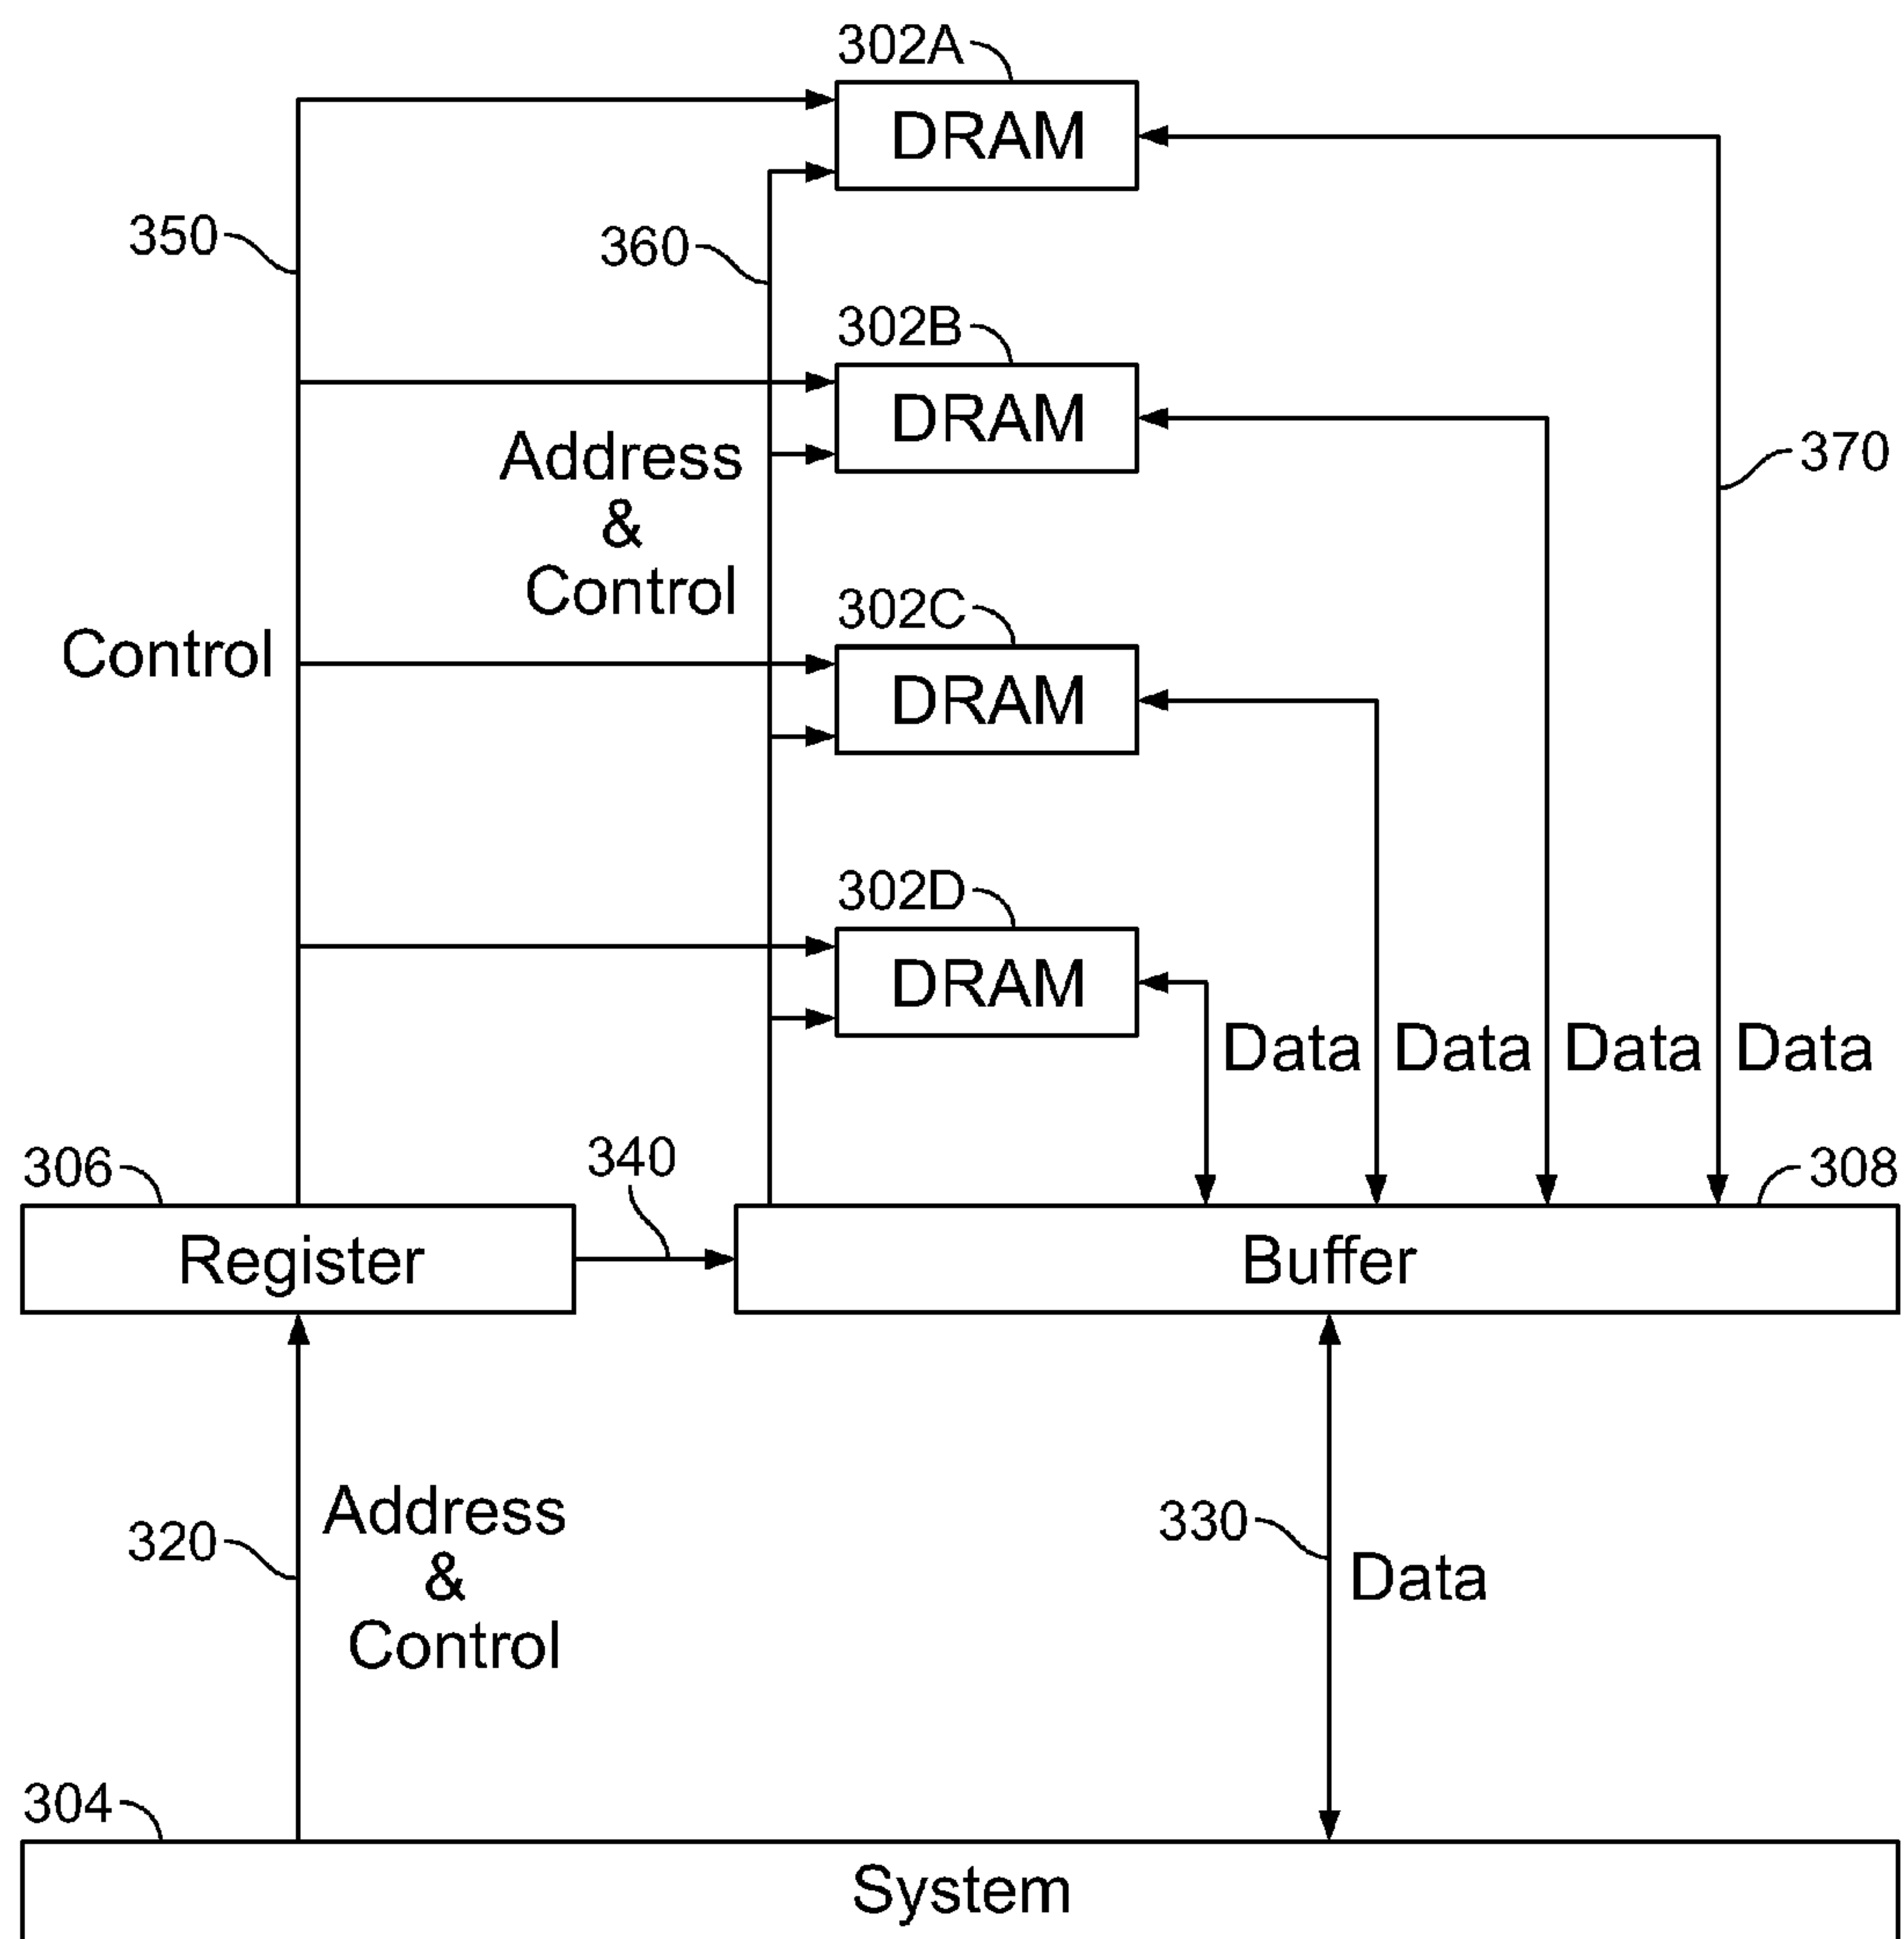 302A
DRAM
350
360
302B
DRAM
370
Address
&
Control
302C
Control
DRAM
302D
DRAM
Data Data Data Data
306
340
308
Register
Buffer
Address
&
Control
320
330
Data
304
System